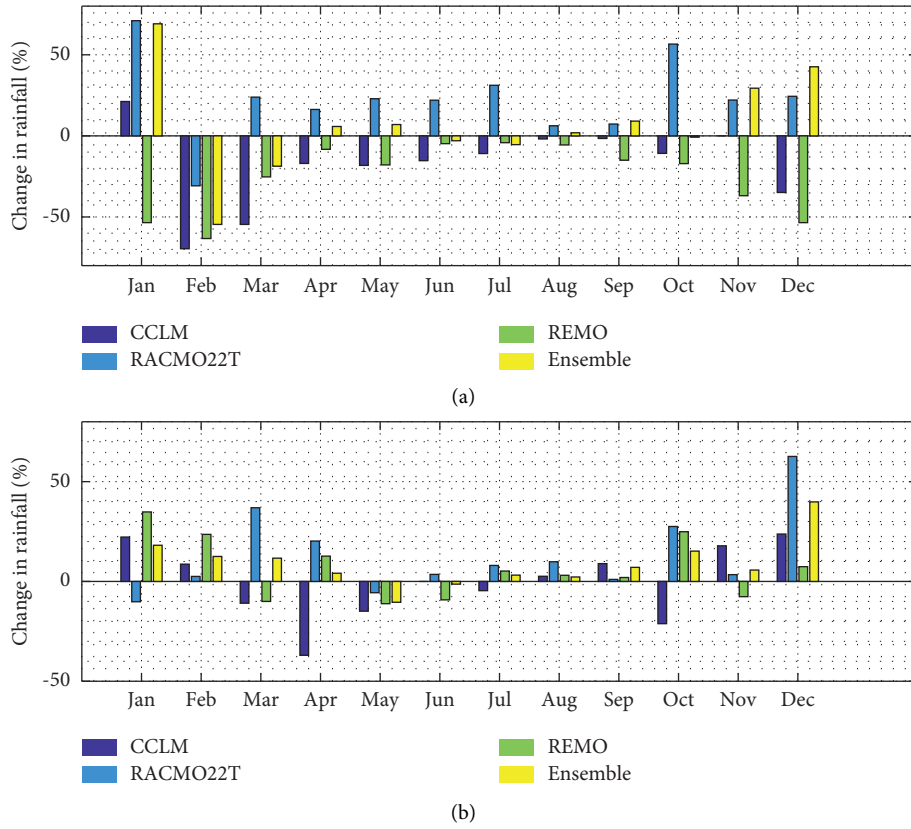 Change in rainfall (%)
50
0
-50
Jan Feb Mar Apr May Jun Jul Aug Sep Oct Nov Dec
CCLM
RACMO22T
REMO
Ensemble
(a)
Change in rainfall (%)
50
0
-50
Jan Feb Mar Apr May Jun Jul Aug Sep Oct Nov Dec
CCLM
RACMO22T
REMO
Ensemble
(b)